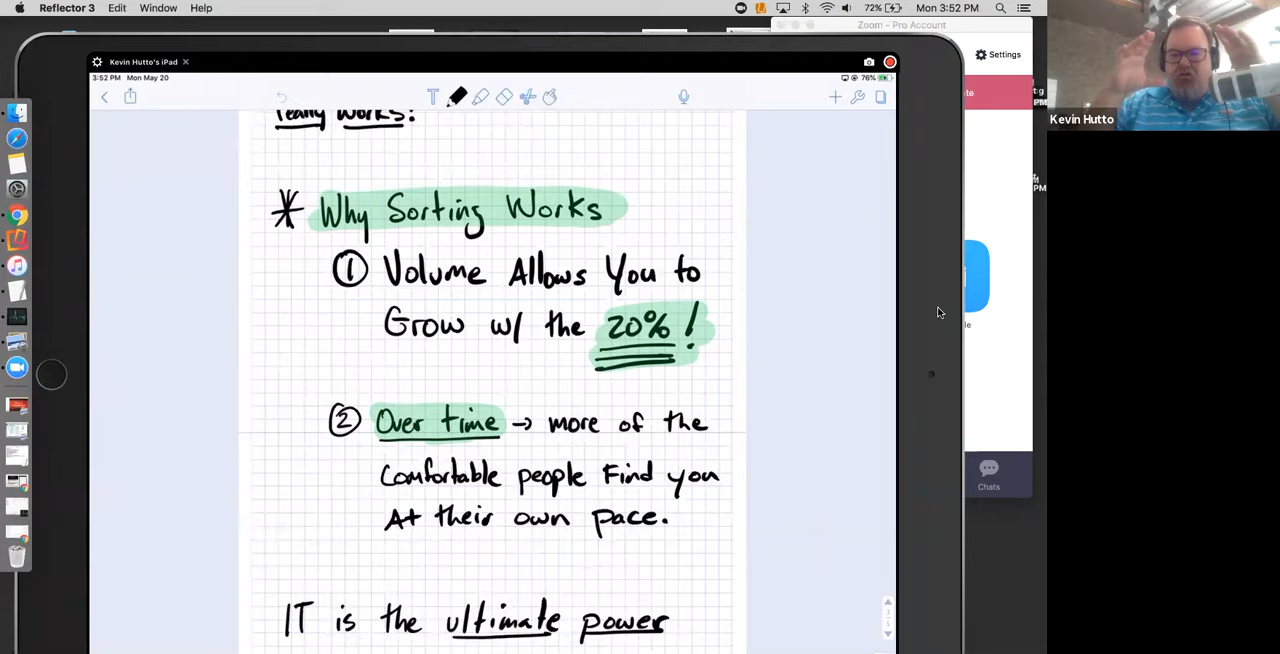 Reflector 3 Edit Window Help
72% Mon 3:52 PM
Zoom - Pro Account
Kevin Hutto's iPad
Settings
3:52 PM Mon May 20
76%
T
Kevin Hutto
really works!
* Why Sorting Works
① Volume Allows You to
Grow w/ the 20%!
② Over time → more of the
Comfortable people Find you
At their own pace.
Chats
IT is the ultimate power